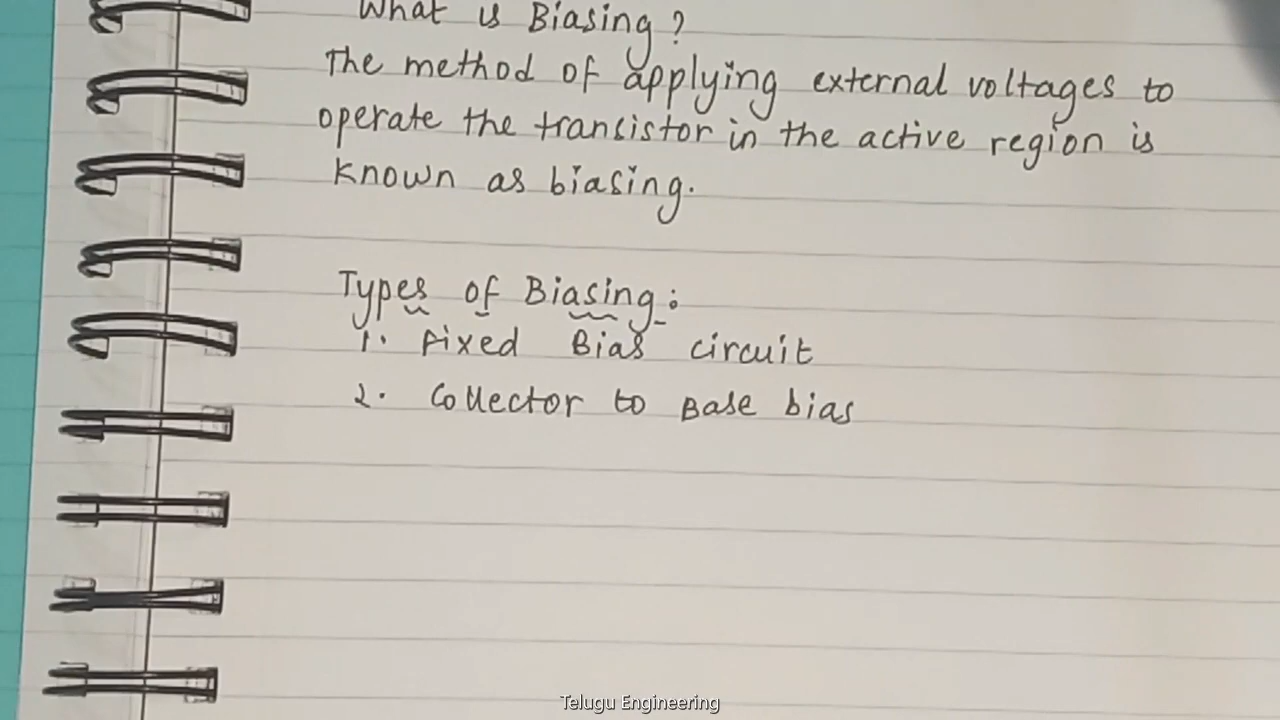 What is Biasing?
The method of applying external voltages to
operate the trancistor in the active region is
known as biasing.
Types of Biasing:
1. Fixed Bias circuit
2. Collector to Base bias
Telugu Engineering